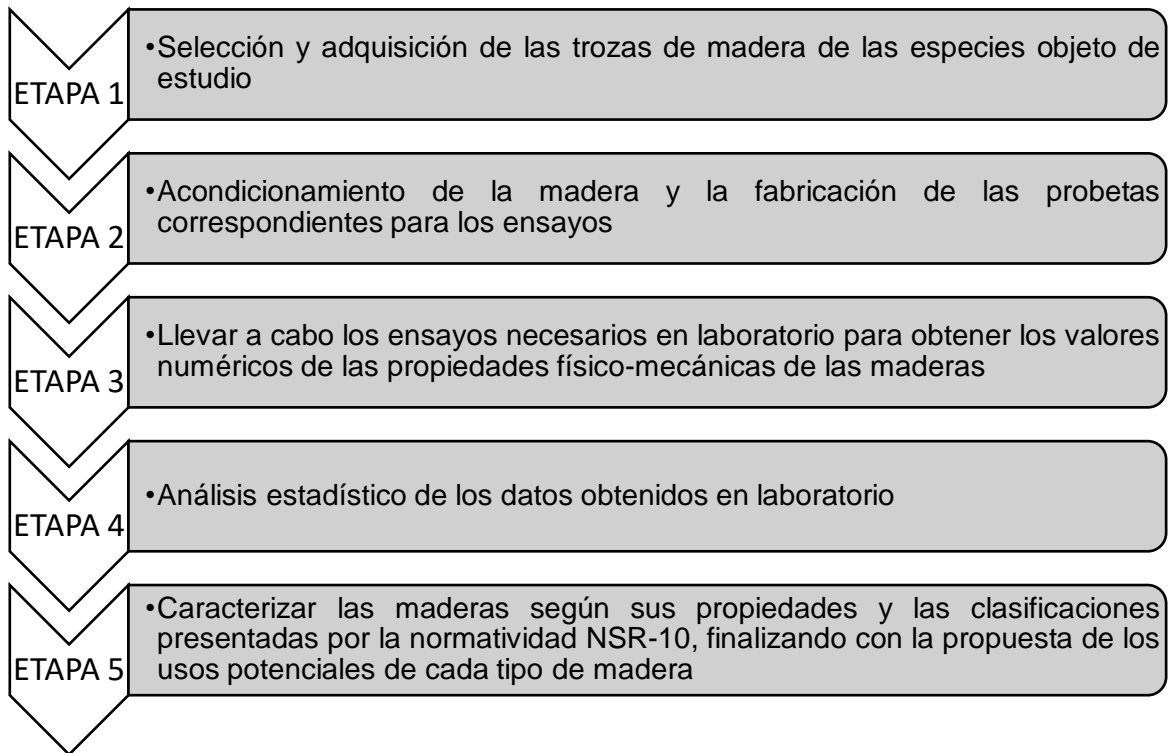 •Selección y adquisición de las trozas de madera de las especies objeto de
estudio
ETAPA 1
•Acondicionamiento de la madera y la fabricación de las probetas
correspondientes para los ensayos
ETAPA 2
•Llevar a cabo los ensayos necesarios en laboratorio para obtener los valores
numéricos de las propiedades físico-mecánicas de las maderas
ETAPA 3
•Análisis estadístico de los datos obtenidos en laboratorio
ETAPA 4
•Caracterizar las maderas según sus propiedades y las clasificaciones
presentadas por la normatividad NSR-10, finalizando con la propuesta de los
usos potenciales de cada tipo de madera
ETAPA 5